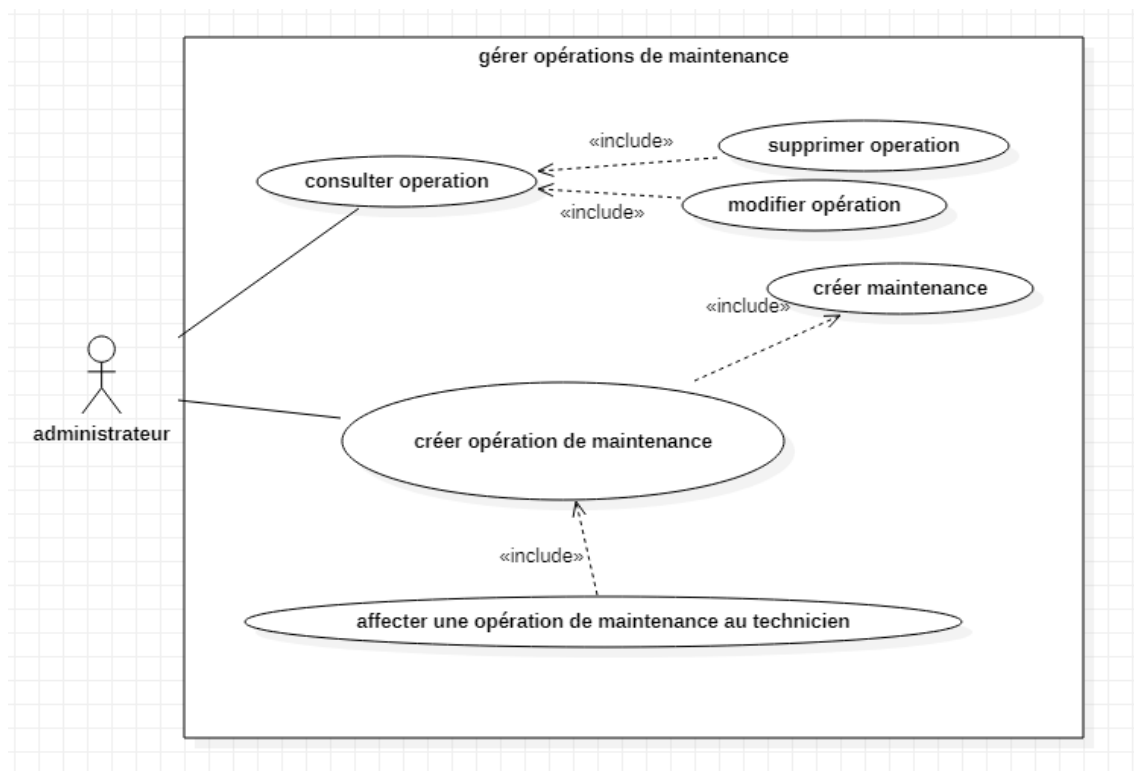 gérer opérations de maintenance
«include»
supprimer operation
consulter operation
modifier opération
«include»
créer maintenance
«include»
administrateur
créer opération de maintenance
«include»
affecter une opération de maintenance au technicien